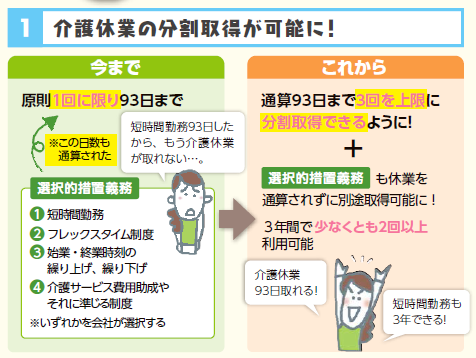 1 介護休業の分割取得が可能に！
今まで
原則1回に限り93日まで
※この日数も
通算された
短時間勤務93日した
から、もう介護休業
が取れない…。
選択的措置義務
❶ 短時間勤務
❷ フレックスタイム制度
❸ 始業・終業時刻の
繰り上げ、繰り下げ
❹ 介護サービス費用助成や
それに準じる制度
※いずれかを会社が選択する
これから
通算93日まで3回を上限に
分割取得できるように！
＋
選択的措置義務 も休業を
通算されずに別途取得可能に！
３年間で少なくとも2回以上
利用可能
介護休業
93日取れる！
短時間勤務も
3年できる！